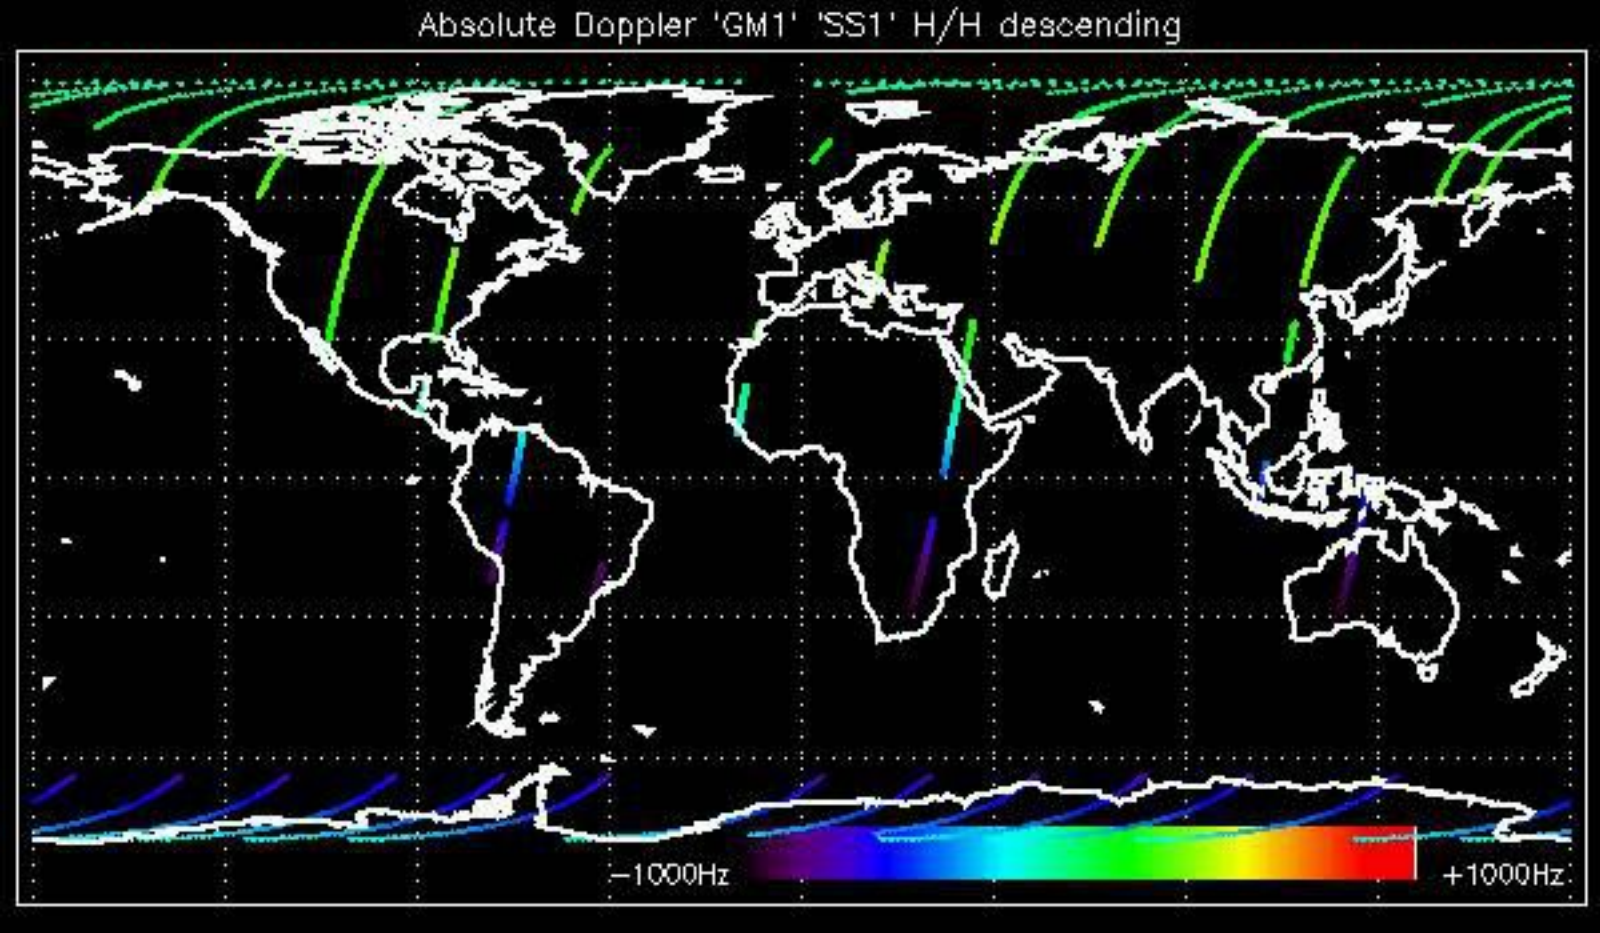 Absolute Doppler 'GM1' 'SS1' H/H descending
−1000Hz
+1000Hz